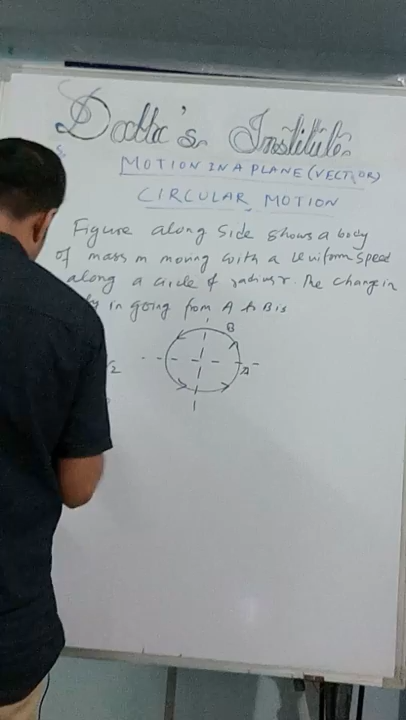 Dodla's Institute
MOTION IN A PLANE (VECTOR)
CIRCULAR MOTION
Figure along Side shows a body
of mass m moving with a Uniform speed
along a circle of radius r. The change in
in going from A to B is
B
A